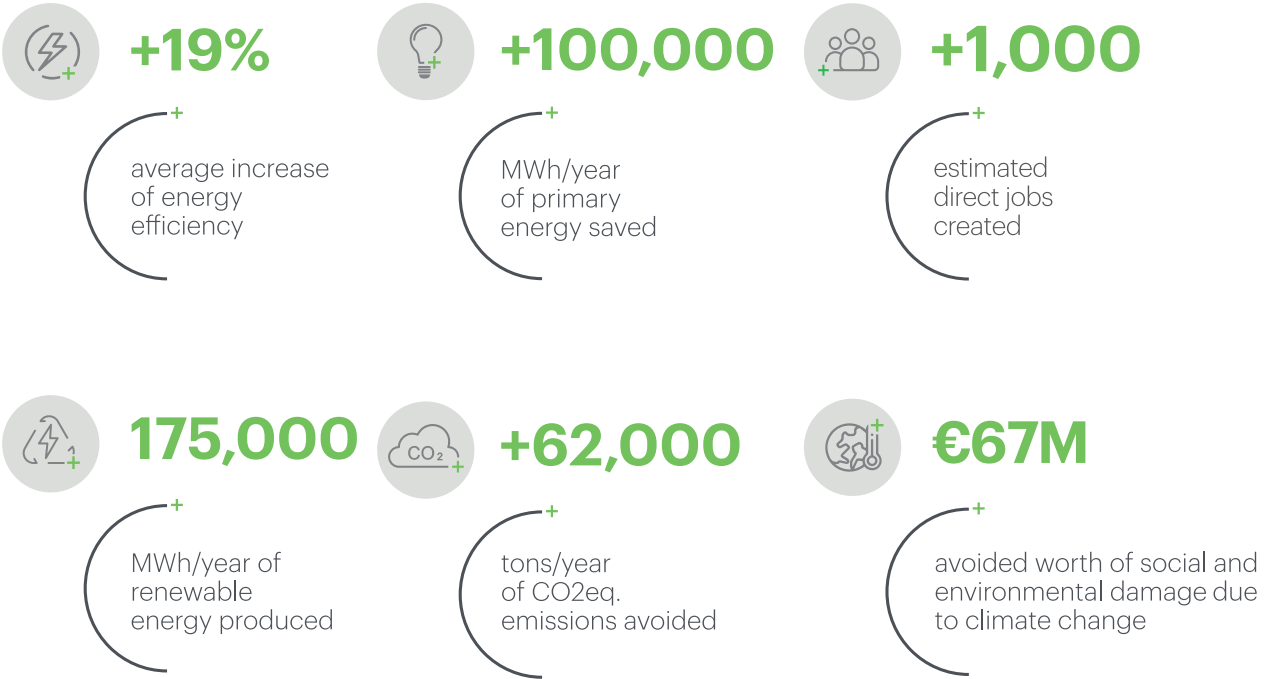 +19%
average increase
of energy
efficiency
+100,000
MWh/year
of primary
energy saved
+1,000
estimated
direct jobs
created
175,000
MWh/year of
renewable
energy produced
CO2
+62,000
tons/year
of CO2eq.
emissions avoided
€67M
avoided worth of social and
environmental damage due
to climate change